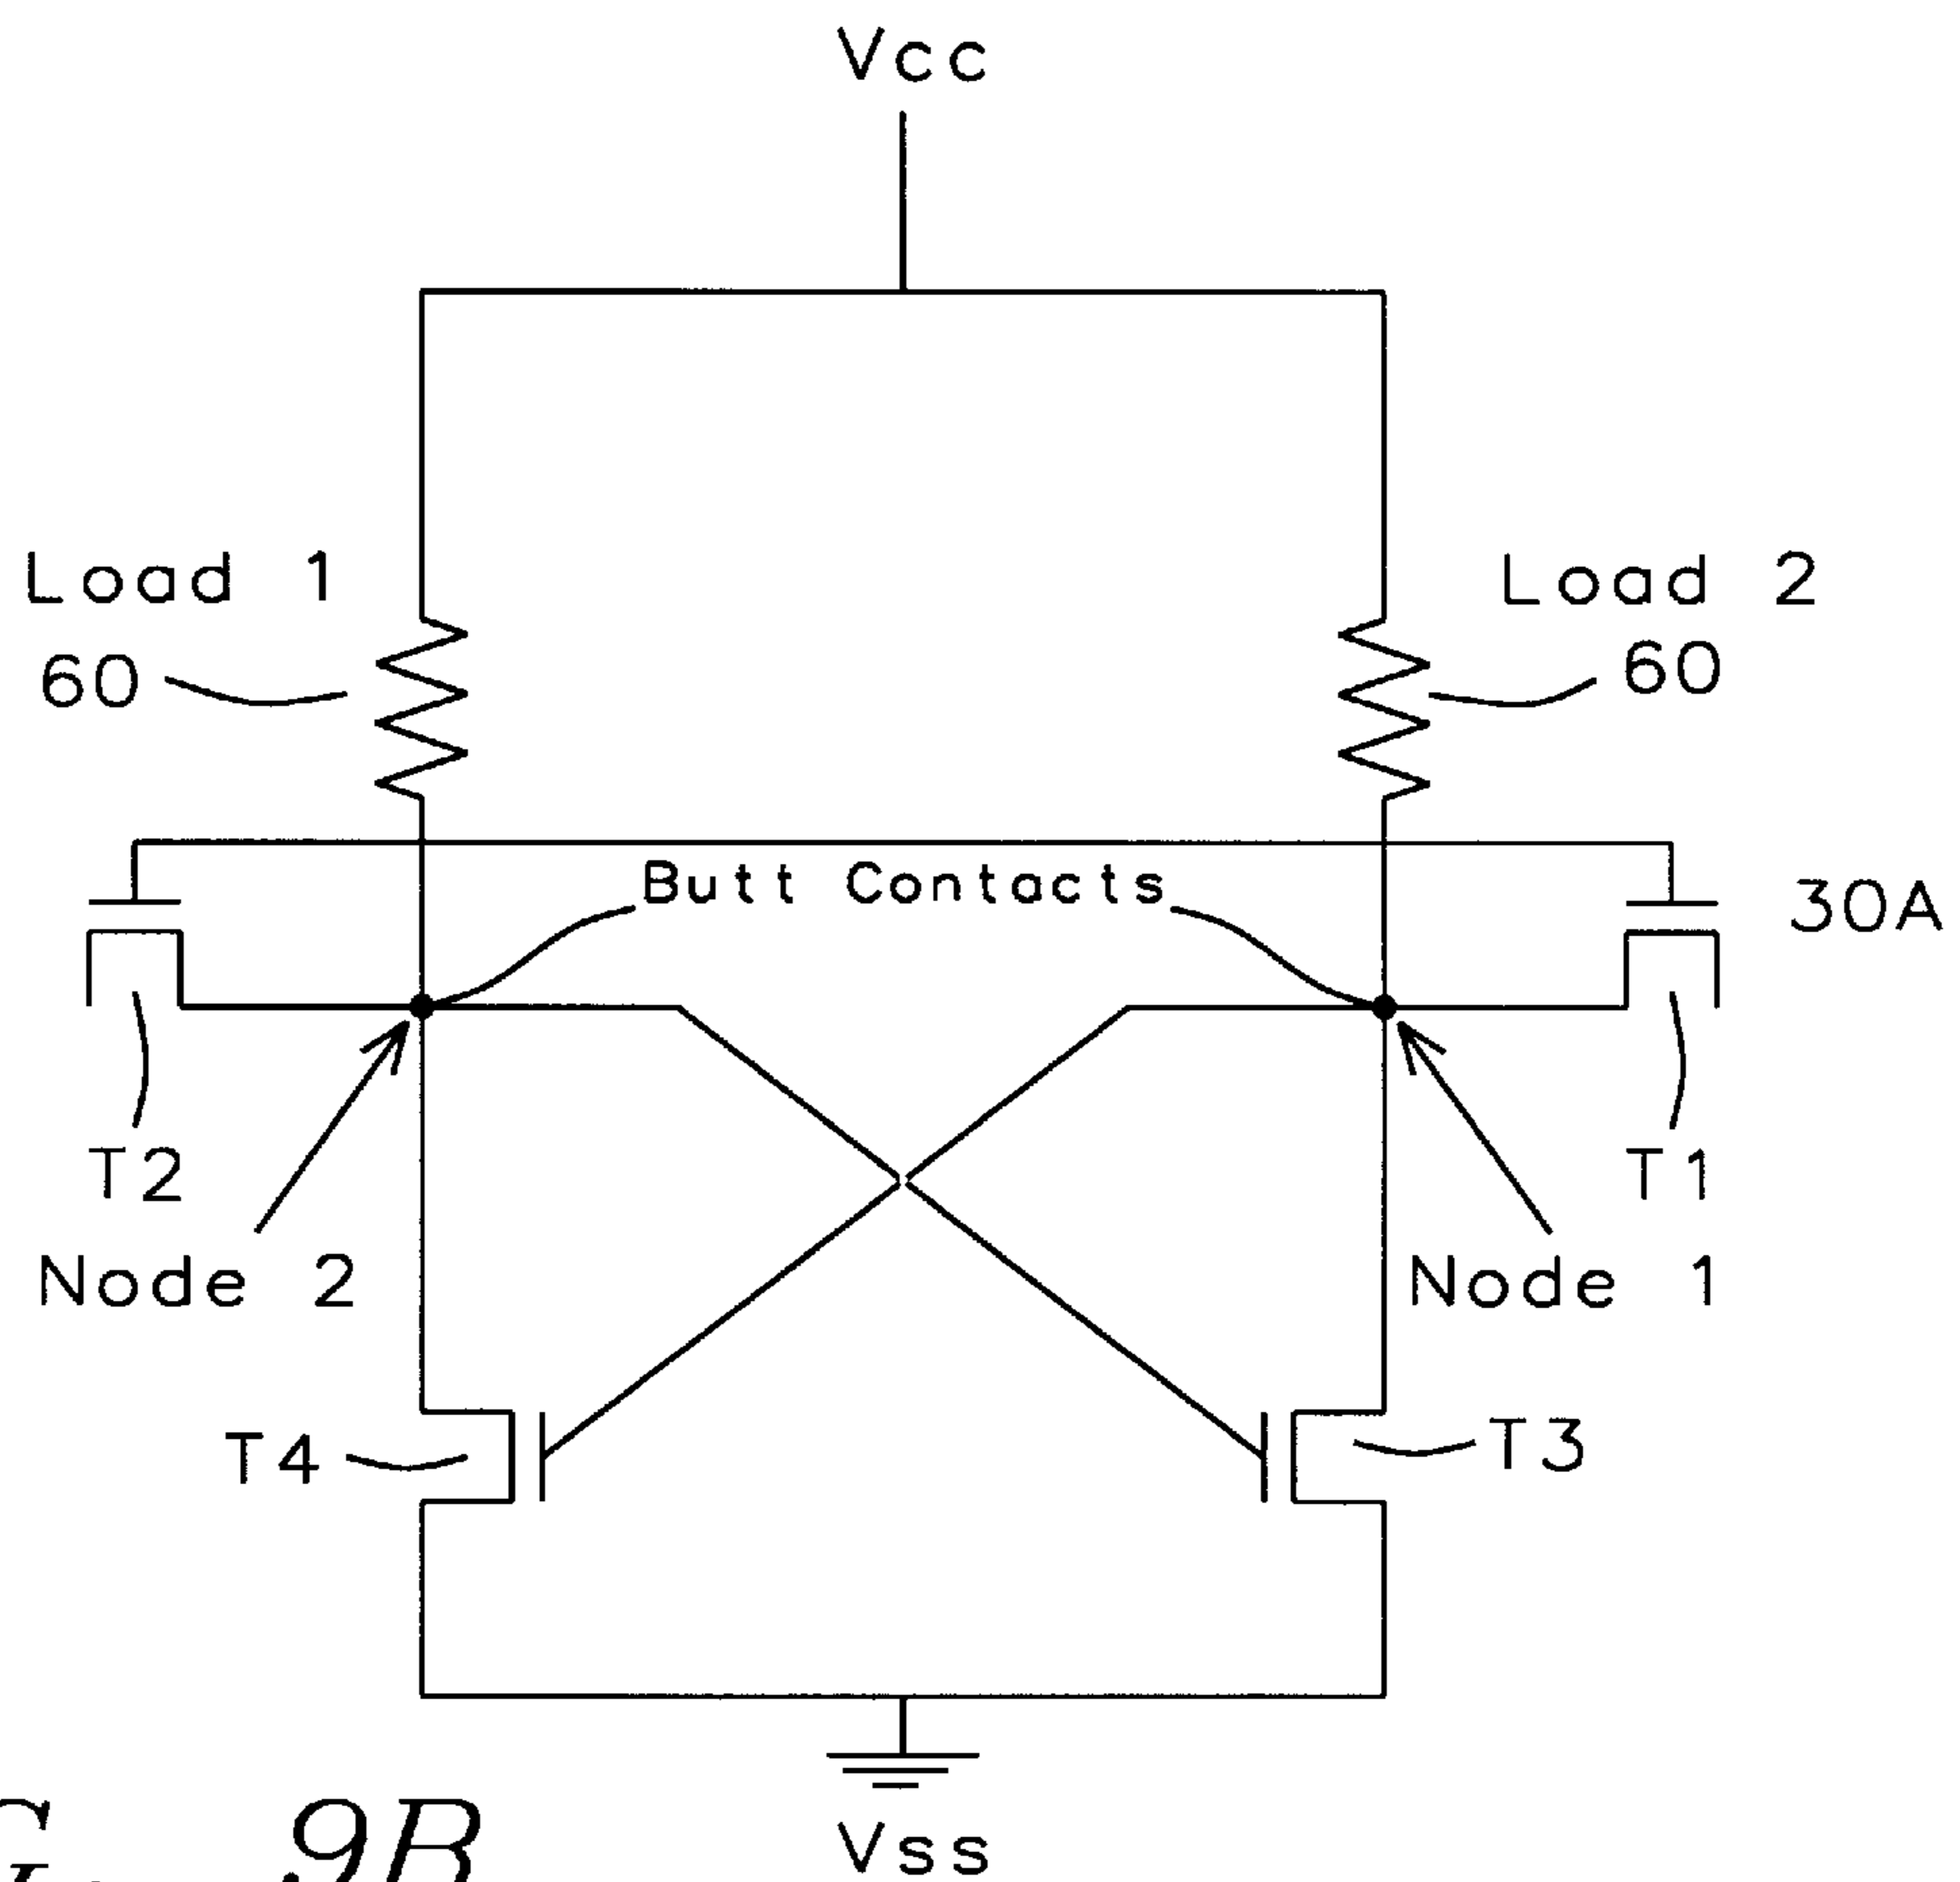 Vcc
Load 1
60
Load 2
60
Butt Contacts
30A
T2
T1
Node 2
Node 1
T4
T3
Vss
9B